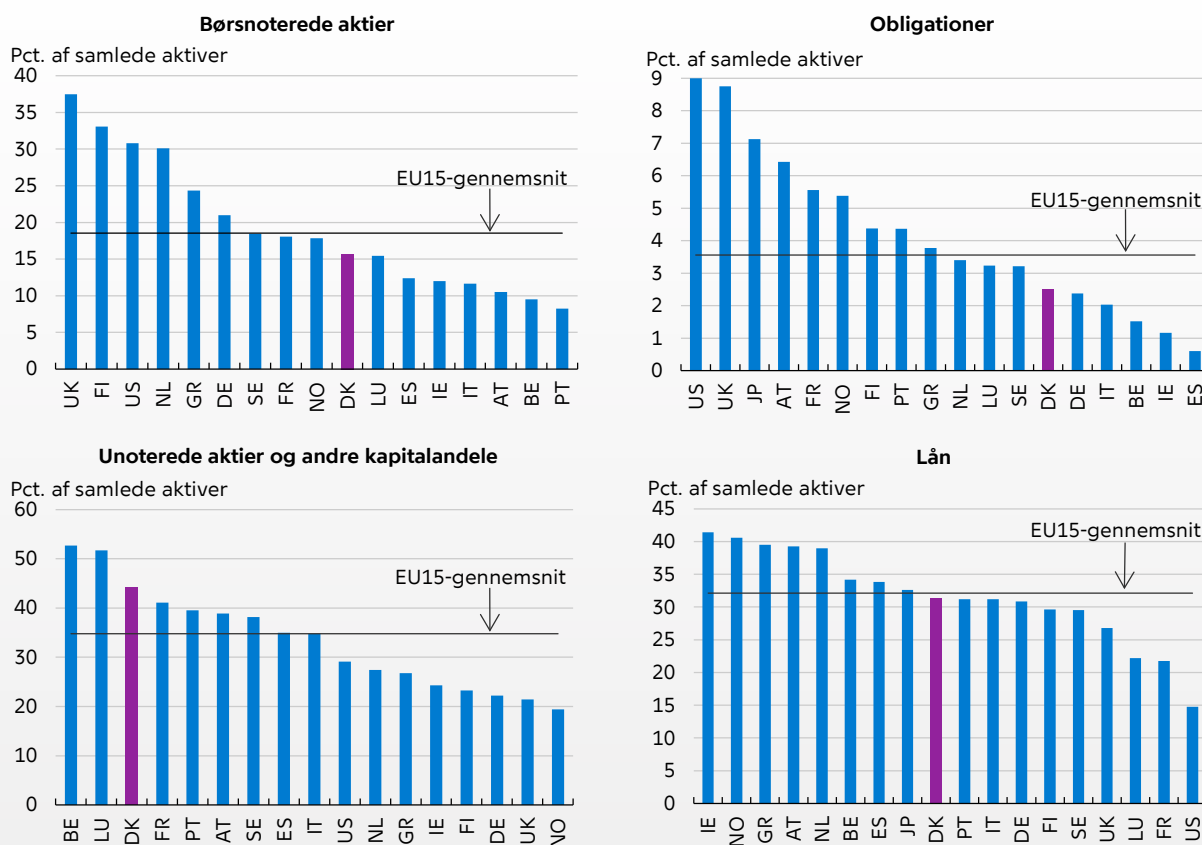 Børsnoterede aktier
Pct. af samlede aktiver
40
35
30
25
20
15
10
5
0
EU15-gennemsnit
UK FI US NL GR DE SE FR NO DK LU ES IE IT AT BE PT
Obligationer
Pct. af samlede aktiver
9
8
7
6
5
4
3
2
1
0
EU15-gennemsnit
US UK JP AT FR NO FI PT GR NL LU SE DK DE IT BE IE ES
Unoterede aktier og andre kapitalandele
Pct. af samlede aktiver
60
50
40
30
20
10
0
EU15-gennemsnit
BE LU DK FR PT AT SE ES IT US NL GR IE FI DE UK NO
Lån
Pct. af samlede aktiver
45
40
35
30
25
20
15
10
5
0
EU15-gennemsnit
IE NO GR AT NL BE ES JP DK PT IT DE FI SE UK LU FR US